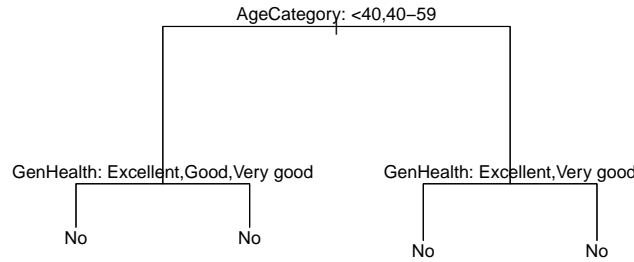 AgeCategory: <40,40−59
GenHealth: Excellent,Good,Very good
GenHealth: Excellent,Very good
No
No
No
No